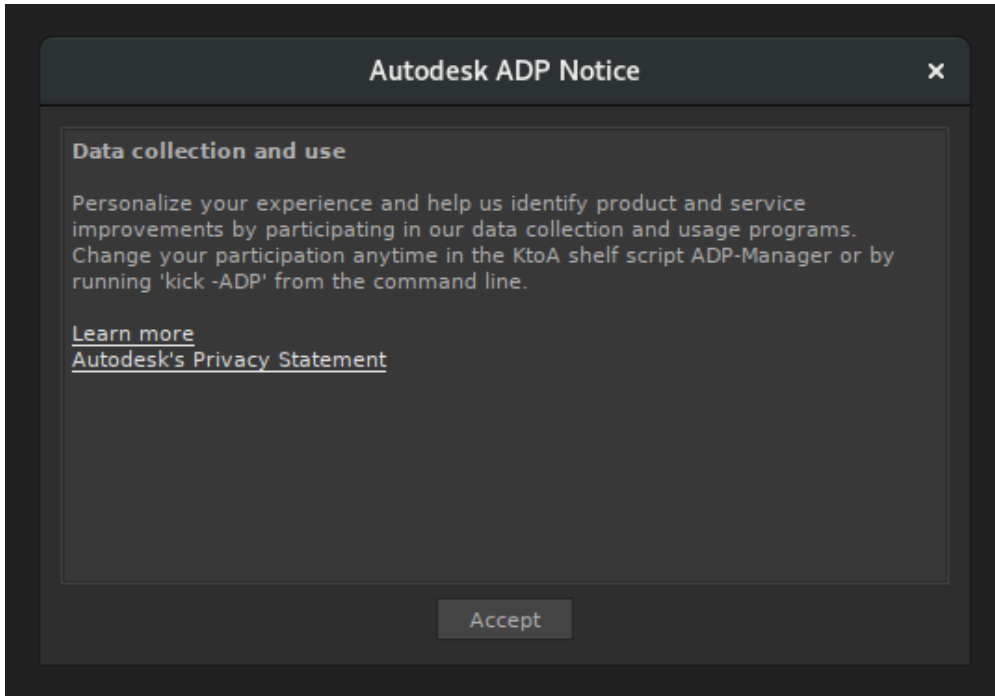 Autodesk ADP Notice
Data collection and use
Personalize your experience and help us identify product and service
improvements by participating in our data collection and usage programs.
Change your participation anytime in the KtoA shelf script ADP-Manager or by
running 'kick -ADP' from the command line.
Learn more
Autodesk's Privacy Statement
Accept